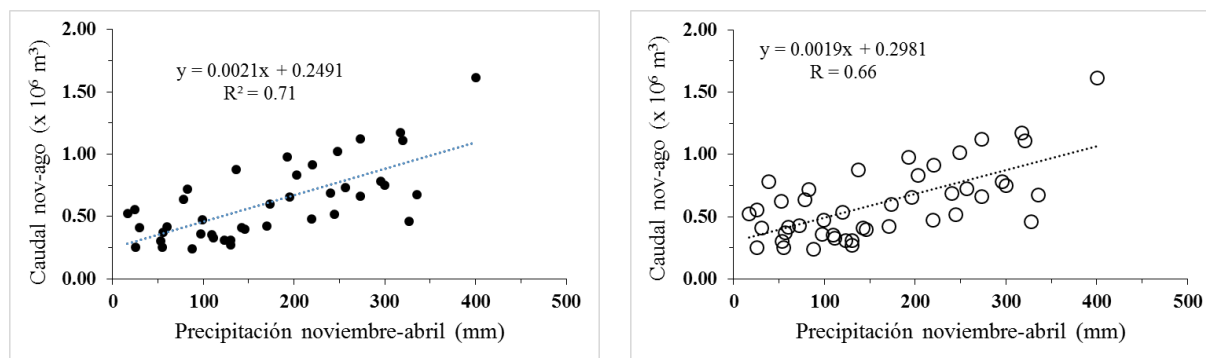 2.00
1.50
1.00
0.50
0.00
Caudal nov-ago (x 10⁶ m³)
y = 0.0021x + 0.2491
R² = 0.71
0
100
200
300
400
500
Precipitación noviembre-abril (mm)
2.00
1.50
1.00
0.50
0.00
Caudal nov-ago (x 10⁶ m³)
y = 0.0019x + 0.2981
R = 0.66
0
100
200
300
400
500
Precipitación noviembre-abril (mm)